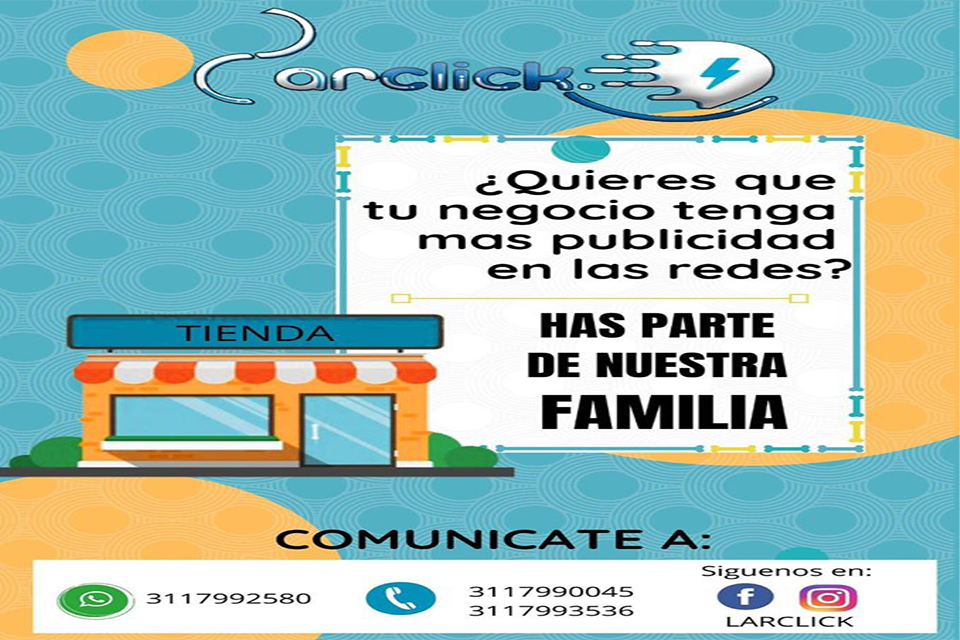 Larclick.
¿Quieres que
tu negocio tenga
mas publicidad
en las redes?
HAS PARTE
DE NUESTRA
FAMILIA
TIENDA
COMUNICATE A:
3117992580
3117990045
3117993536
Siguenos en:
LARCLICK